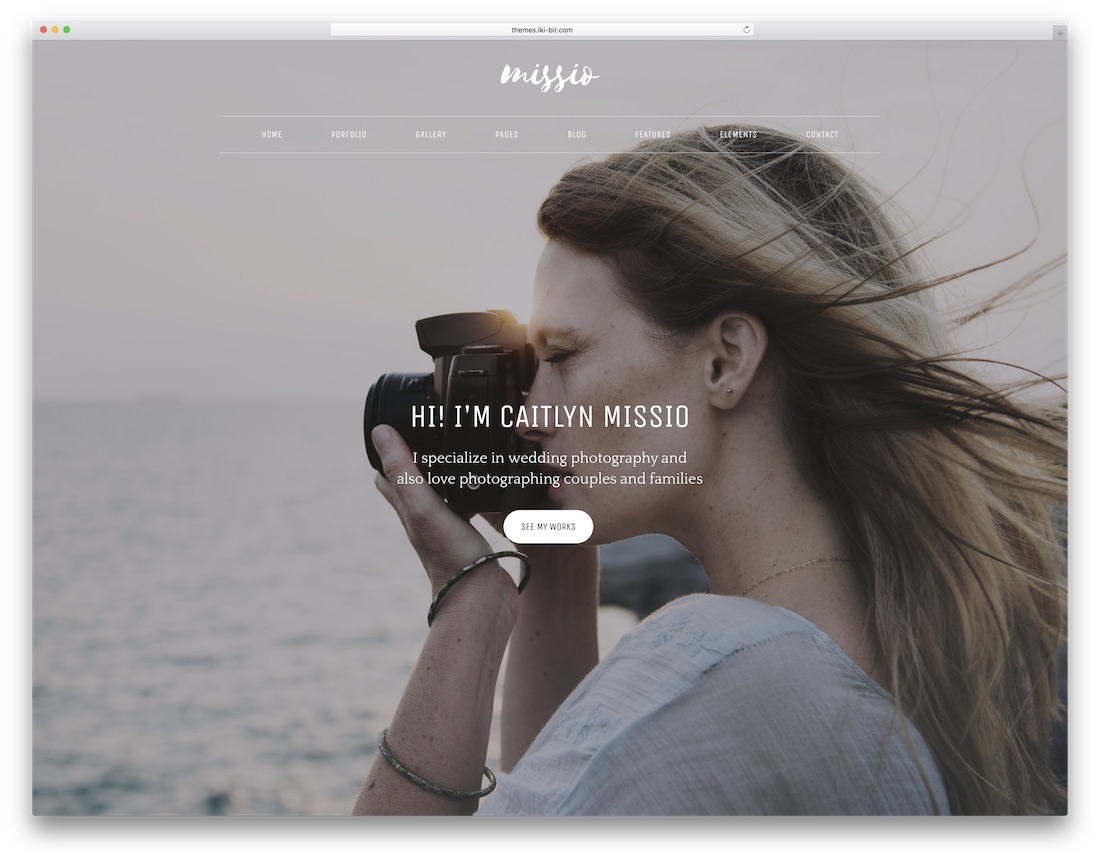 themes.iki-bir.com
missio
HOME PORFOLIO GALLERY PAGES BLOG FEATURES ELEMENTS CONTACT
HI! I'M CAITLYN MISSIO
I specialize in wedding photography and
also love photographing couples and families
SEE MY WORKS